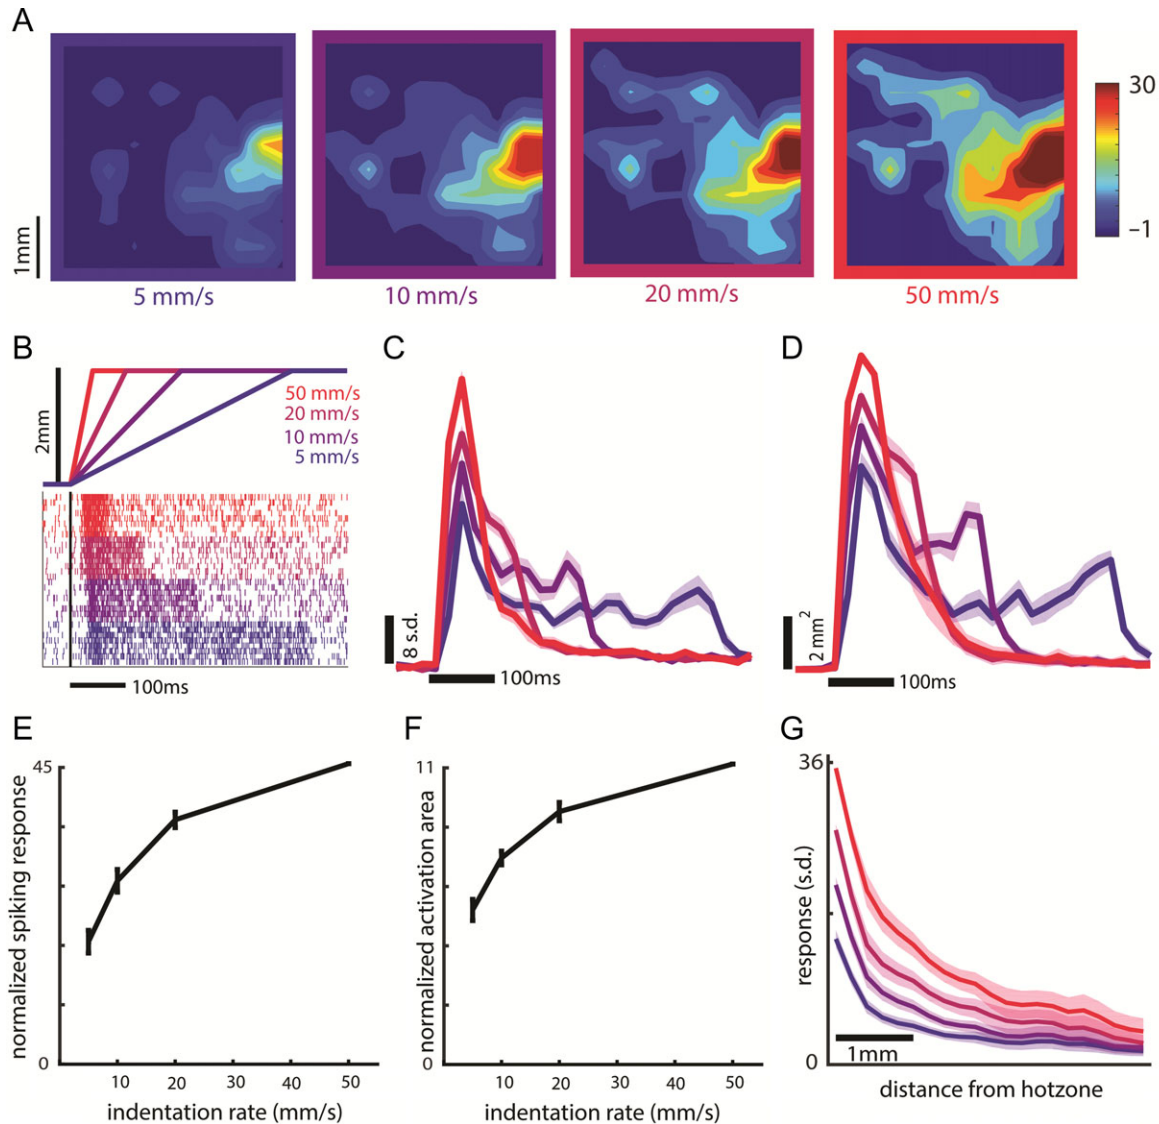 A
1mm
5 mm/s
10 mm/s
20 mm/s
50 mm/s
30
–1
B
2mm
50 mm/s
20 mm/s
10 mm/s
5 mm/s
100ms
C
8 s.d.
100ms
D
2 mm²
100ms
E
normalized spiking response
45
0
10 20 30 40 50
indentation rate (mm/s)
F
normalized activation area
11
0
10 20 30 40 50
indentation rate (mm/s)
G
response (s.d.)
36
0
1mm
distance from hotzone